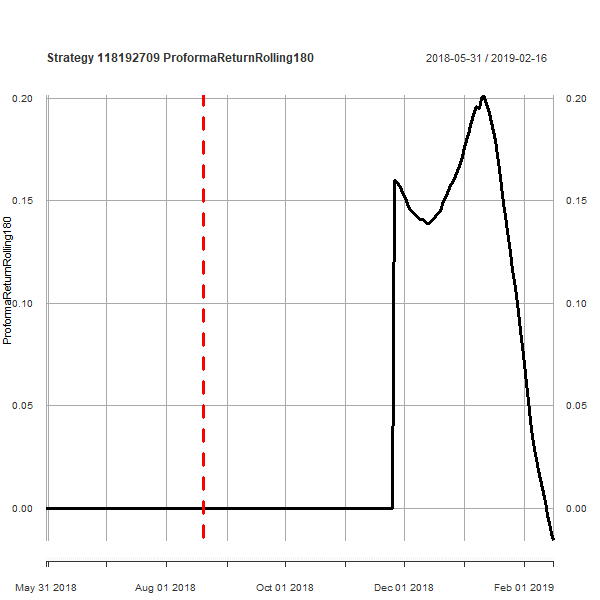 Strategy 118192709 ProformaReturnRolling180
2018-05-31 / 2019-02-16
ProformaReturnRolling180
0.20
0.15
0.10
0.05
0.00
0.20
0.15
0.10
0.05
0.00
May 31 2018
Aug 01 2018
Oct 01 2018
Dec 01 2018
Feb 01 2019